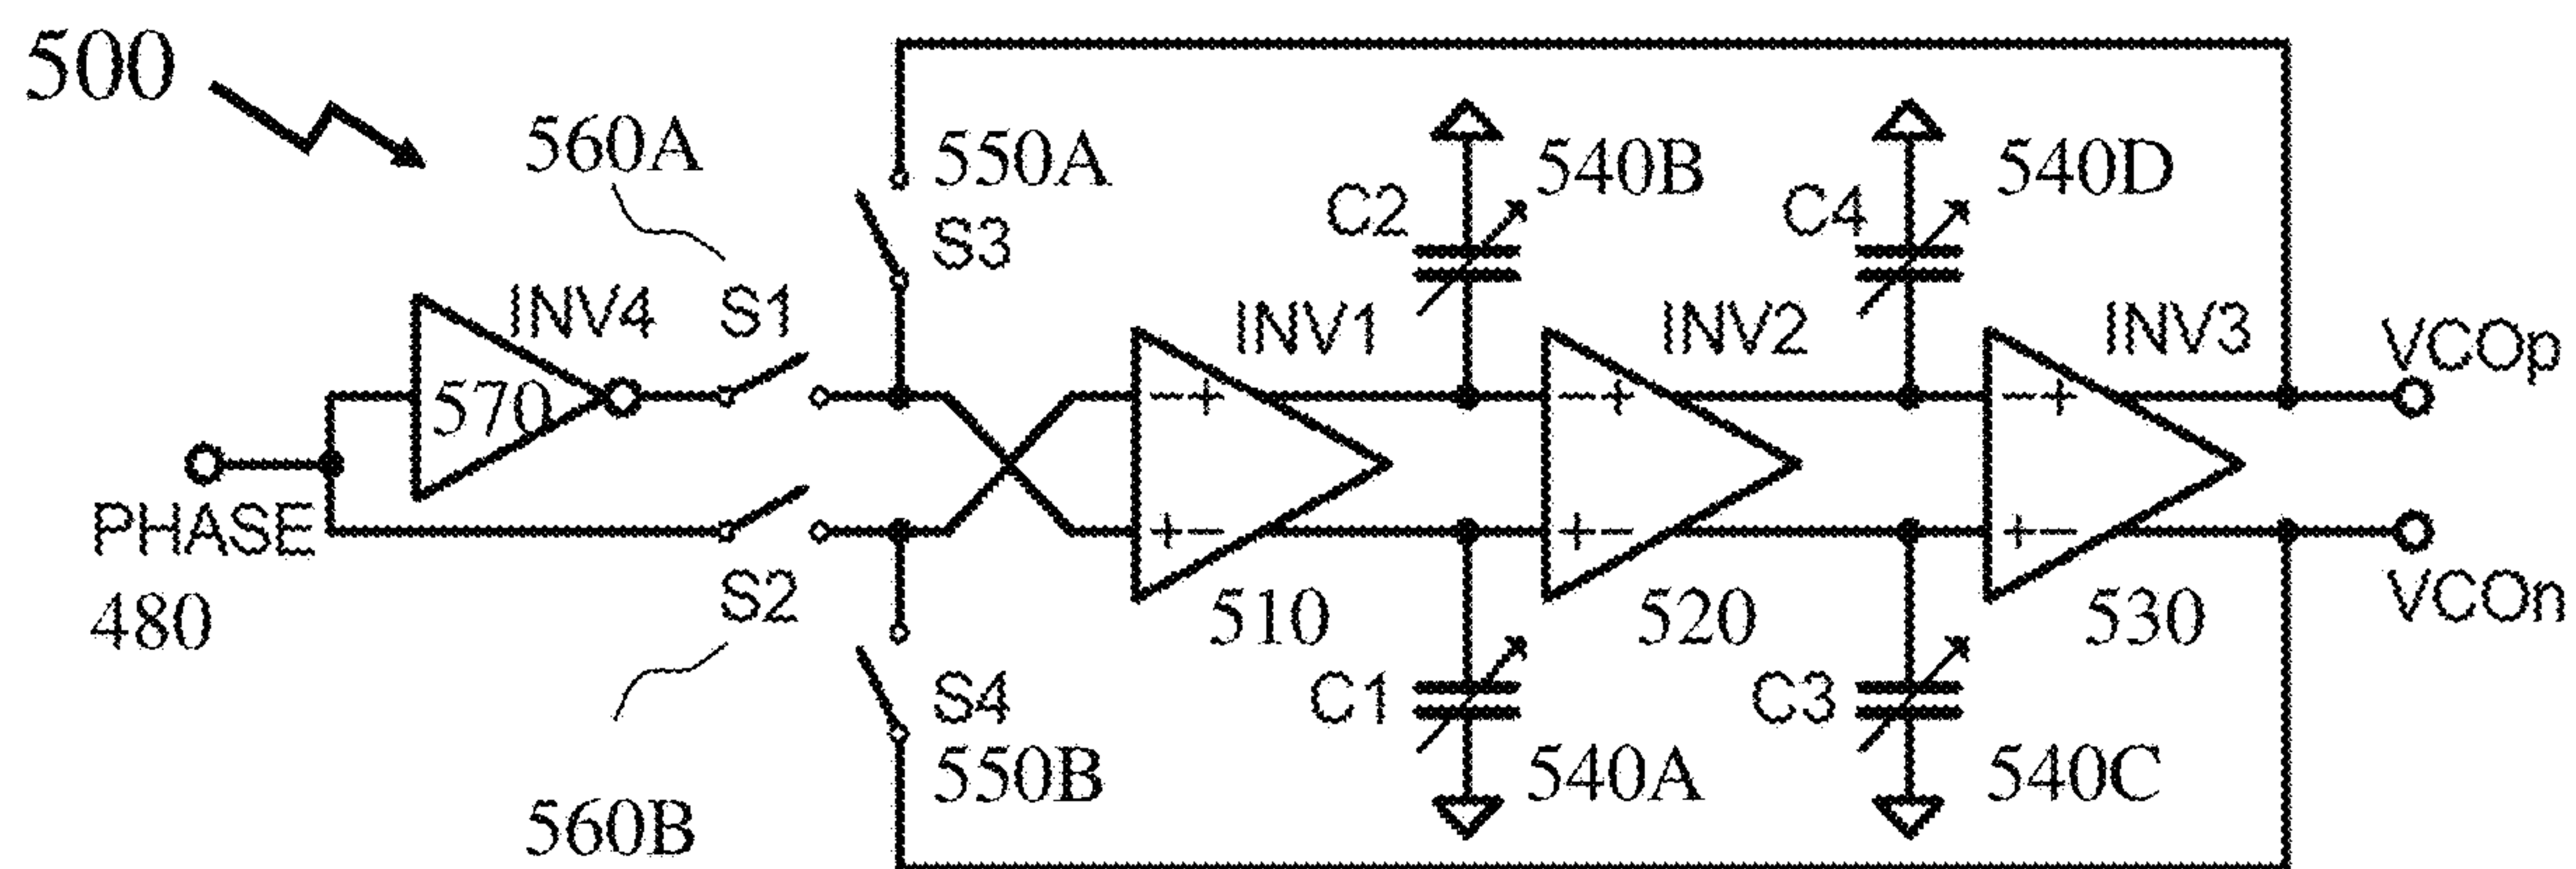 500
560A
550A
540B
540D
C2
C4
S3
INV4
S1
INV1
INV2
INV3
VCOp
570
-+
-+
-+
PHASE
480
+-
+-
+-
S2
510
520
530
VCOn
S4
C1
C3
550B
540A
540C
560B